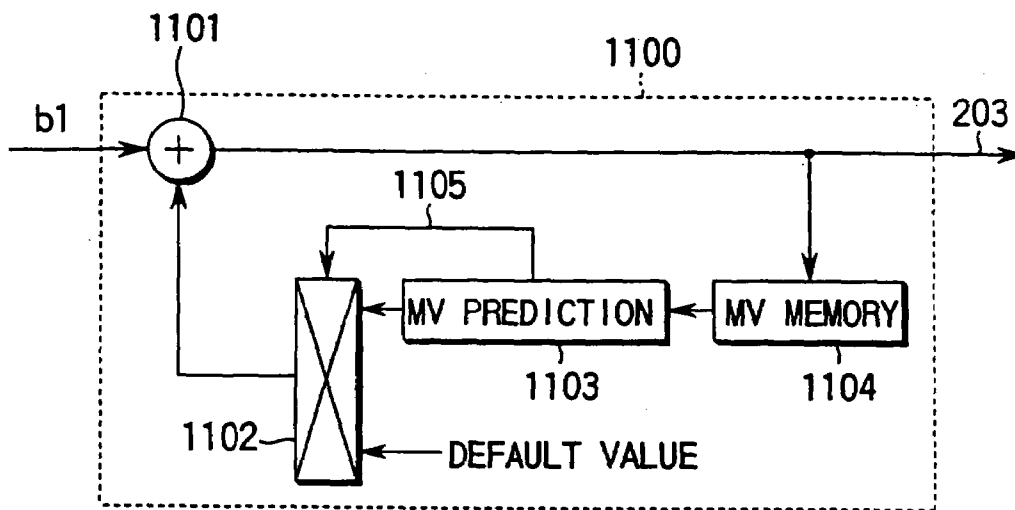 1101
1100
b1
203
1105
MV PREDICTION
MV MEMORY
1103
1104
1102
DEFAULT VALUE